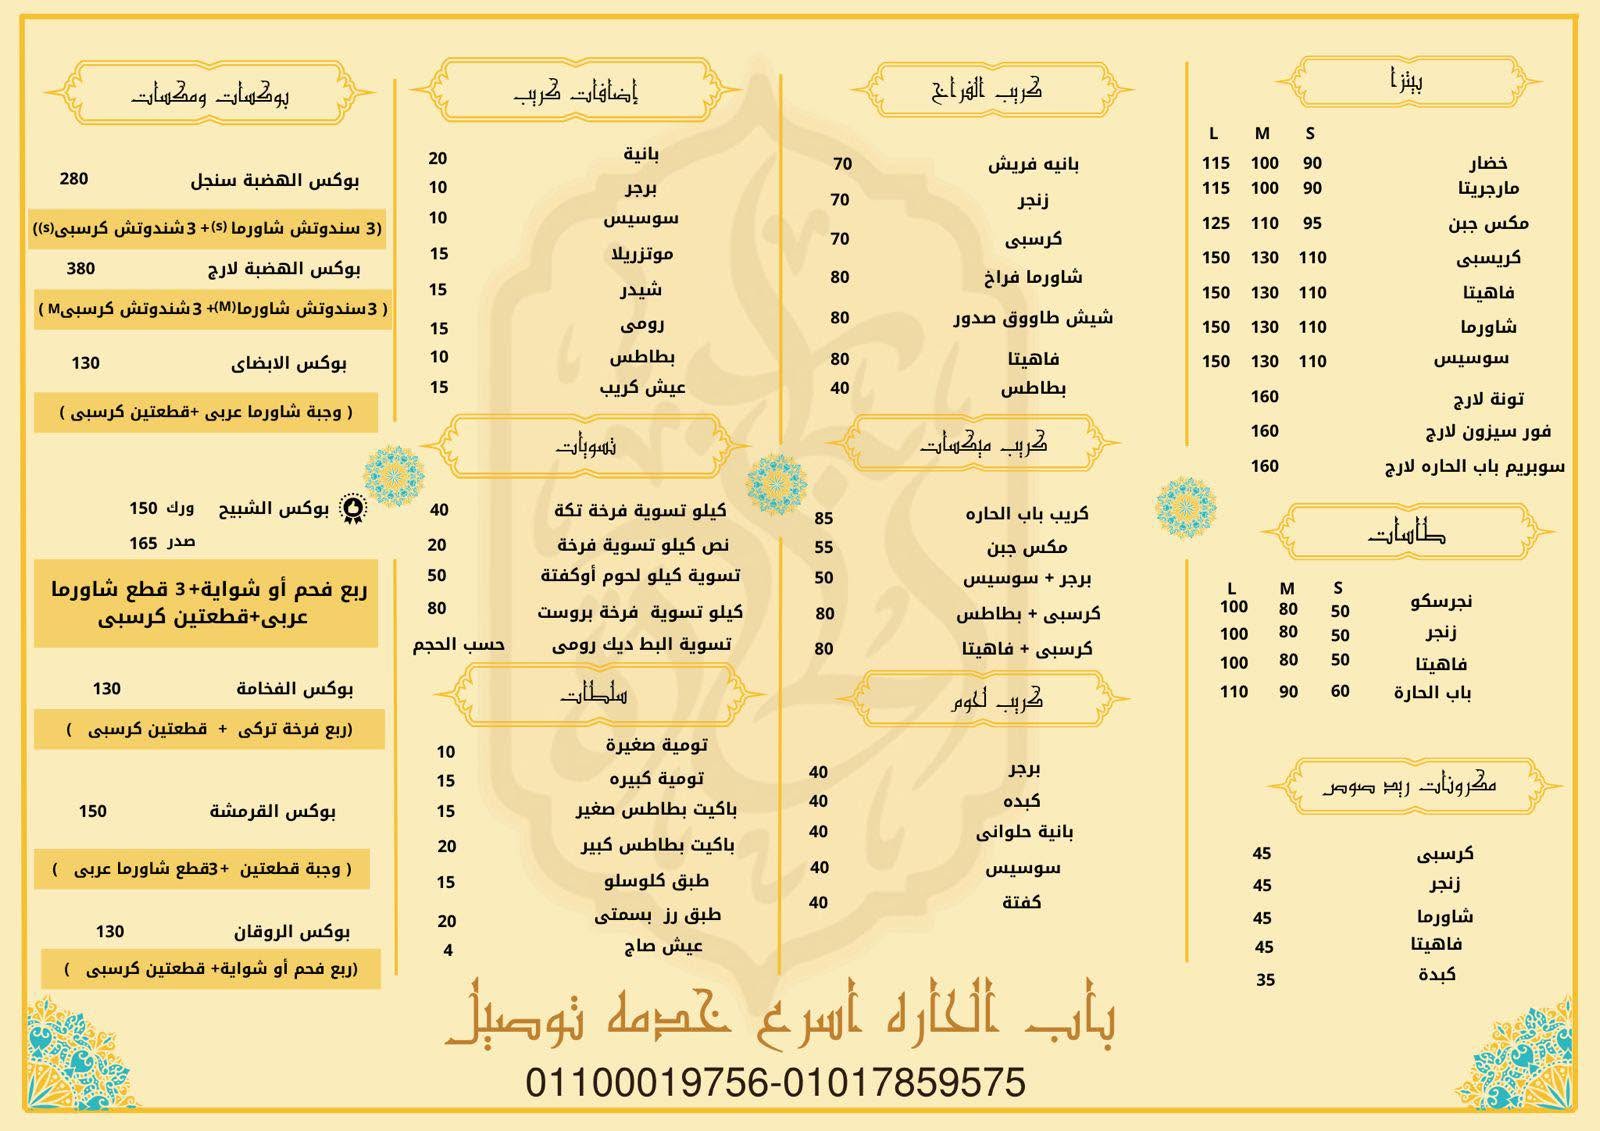 بيتزا
L M S
خضار 90 100 115
مارجريتا 90 100 115
مكس جبن 95 110 125
كريسبى 110 130 150
فاهيتا 110 130 150
شاورما 110 130 150
سوسيس 110 130 150
تونة لارج 160
فور سيزون لارج 160
سوبريم باب الحاره لارج 160
طاسات
L M S
نجرسكو 50 80 100
زنجر 50 80 100
فاهيتا 50 80 100
باب الحارة 60 90 110
مكرونات ريد صوص
كرسبى 45
زنجر 45
شاورما 45
فاهيتا 45
كبدة 35
كريب الفراخ
بانيه فريش 70
زنجر 70
كرسبى 70
شاورما فراخ 80
شيش طاووق صدور 80
فاهيتا 80
بطاطس 40
كريب ميكسات
كريب باب الحاره 85
مكس جبن 55
برجر + سوسيس 50
كرسبى + بطاطس 80
كرسبى + فاهيتا 80
كريب لحوم
برجر 40
كبده 40
بانية حلوانى 40
سوسيس 40
كفتة 40
إضافات كريب
بانية 20
برجر 10
سوسيس 10
موتزريلا 15
شيدر 15
رومى 15
بطاطس 10
عيش كريب 15
تسويات
كيلو تسوية فرخة تكة 40
نص كيلو تسوية فرخة 20
تسوية كيلو لحوم أوكفتة 50
كيلو تسوية فرخة بروست 80
تسوية البط ديك رومى حسب الحجم
سلطات
تومية صغيرة 10
تومية كبيره 15
باكيت بطاطس صغير 15
باكيت بطاطس كبير 20
طبق كلوسلو 15
طبق رز بسمتى 20
عيش صاج 4
بوكسات ومكسات
بوكس الهضبة سنجل 280
(3 سندوتش شاورما (s)+ 3شندوتش كرسبى(s))
بوكس الهضبة لارج 380
( 3سندوتش شاورما(M)+ 3شندوتش كرسبىM )
بوكس الابضاى 130
( وجبة شاورما عربى +قطعتين كرسبى )
بوكس الشبيح ورك 150
صدر 165
ربع فحم أو شواية+3 قطع شاورما
عربى+قطعتين كرسبى
بوكس الفخامة 130
(ربع فرخة تركى + قطعتين كرسبى )
بوكس القرمشة 150
( وجبة قطعتين +3قطع شاورما عربى )
بوكس الروقان 130
(ربع فحم أو شواية+ قطعتين كرسبى )
باب الحاره اسرع خدمه توصيل
01100019756-01017859575